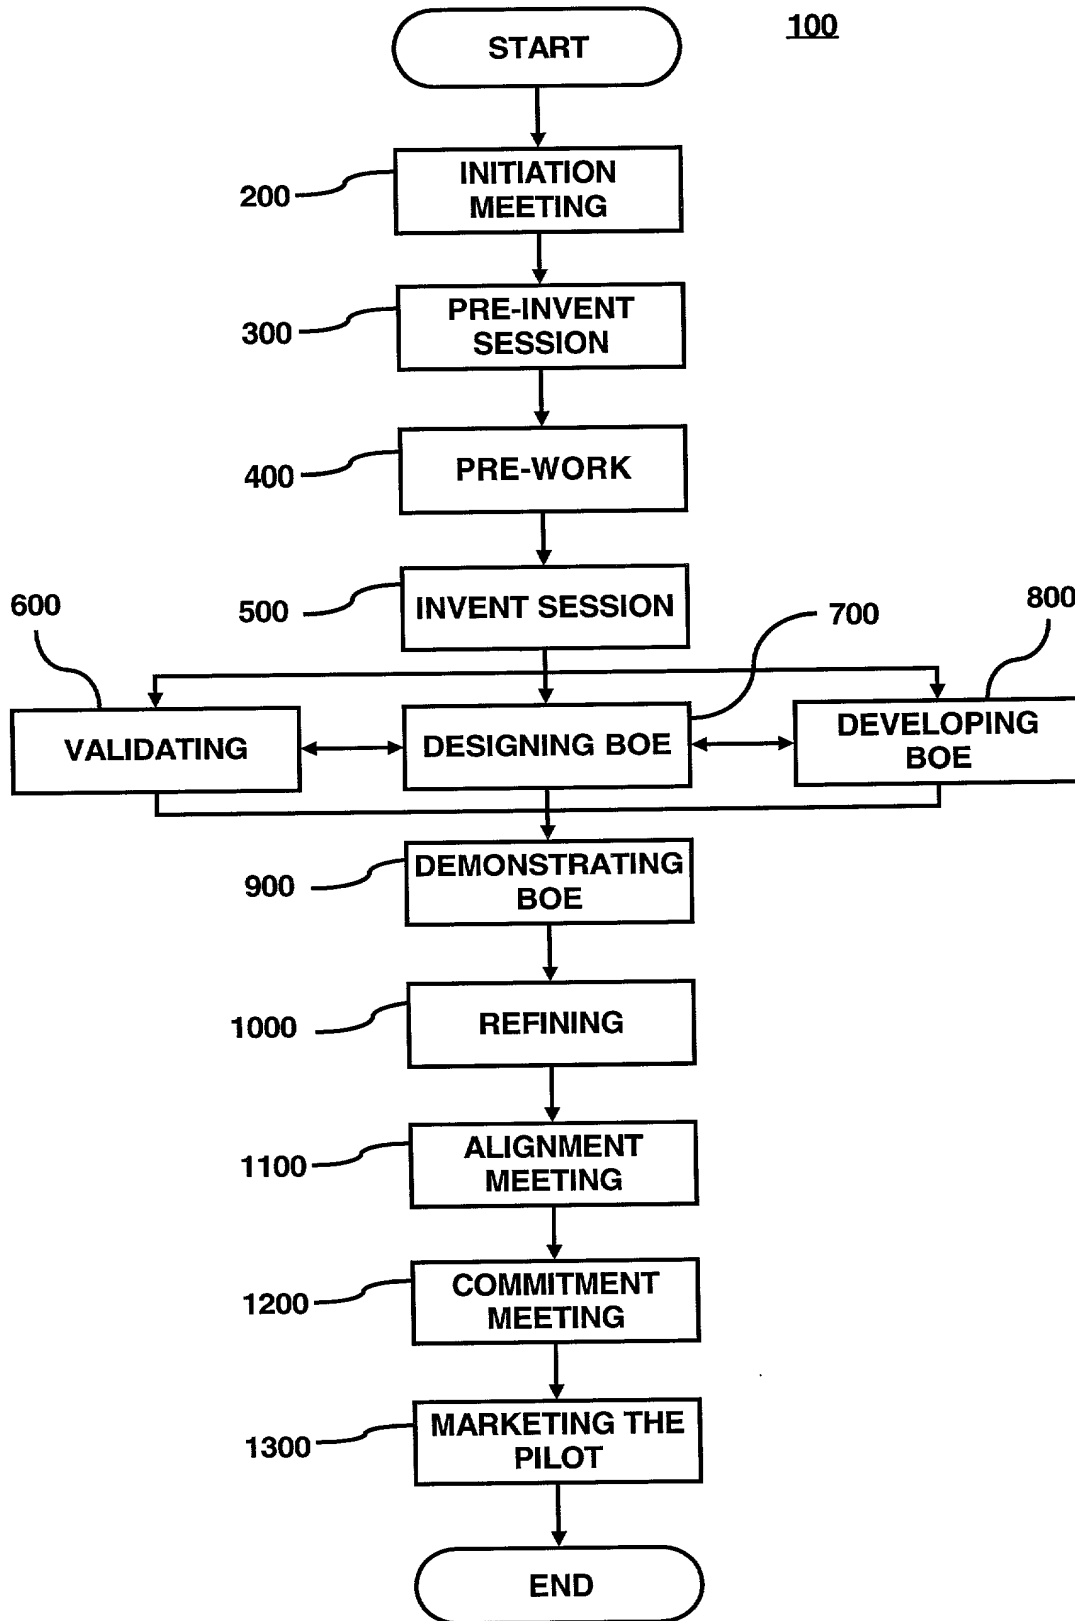 100
START
200
INITIATION
MEETING
300
PRE-INVENT
SESSION
400
PRE-WORK
500
INVENT SESSION
600
700
800
VALIDATING
DESIGNING BOE
DEVELOPING
BOE
900
DEMONSTRATING
BOE
1000
REFINING
1100
ALIGNMENT
MEETING
1200
COMMITMENT
MEETING
1300
MARKETING THE
PILOT
END